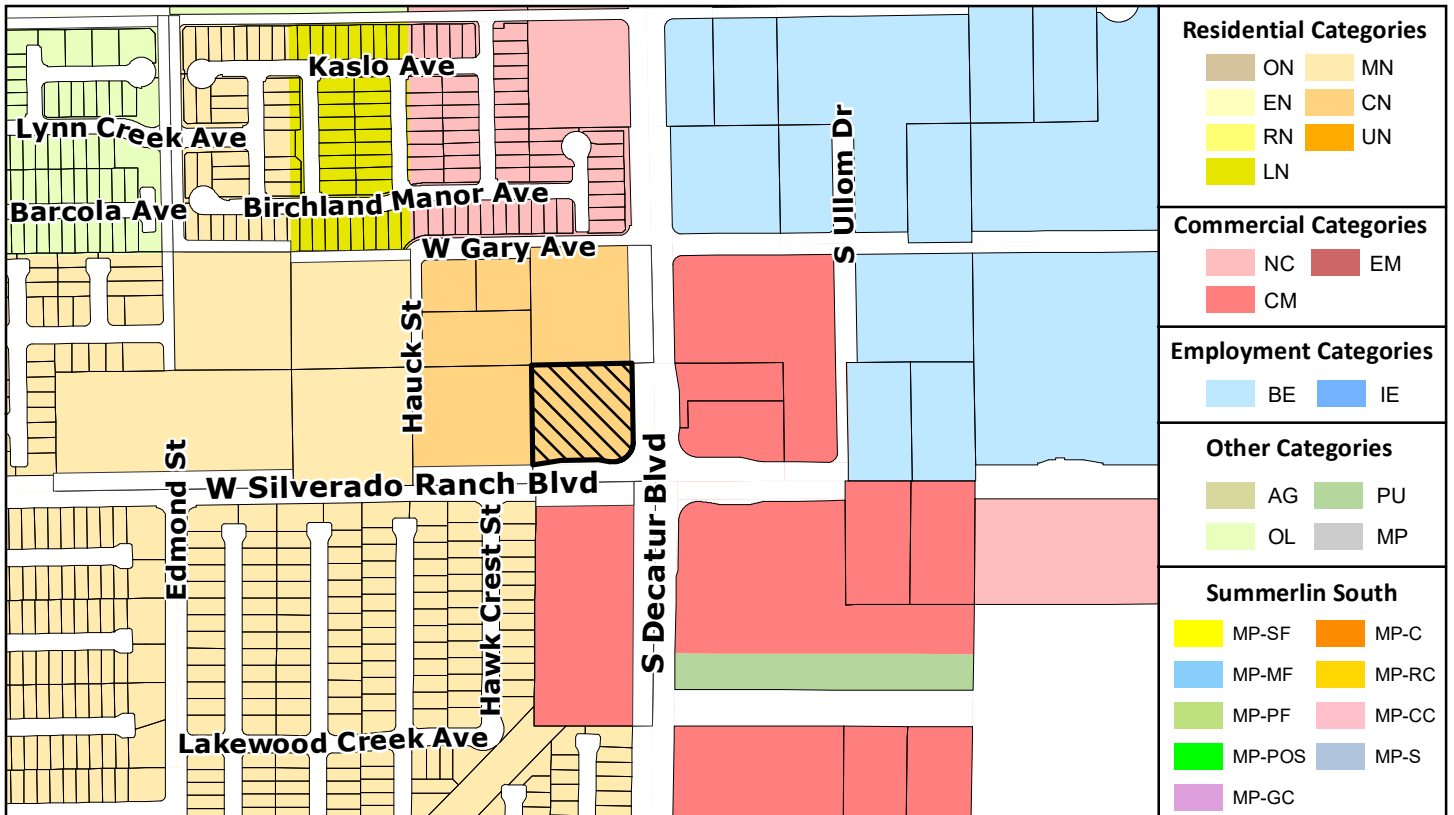 Kaslo Ave
Lynn Creek Ave
Barcola Ave
Birchland Manor Ave
W Gary Ave
S Ullom Dr
Hauck St
Edmond St
W Silverado Ranch Blvd
Hawk Crest St
S Decatur Blvd
Lakewood Creek Ave
Residential Categories
ON MN
EN CN
RN UN
LN
Commercial Categories
NC EM
CM
Employment Categories
BE IE
Other Categories
AG PU
OL MP
Summerlin South
MP-SF MP-C
MP-MF MP-RC
MP-PF MP-CC
MP-POS MP-S
MP-GC